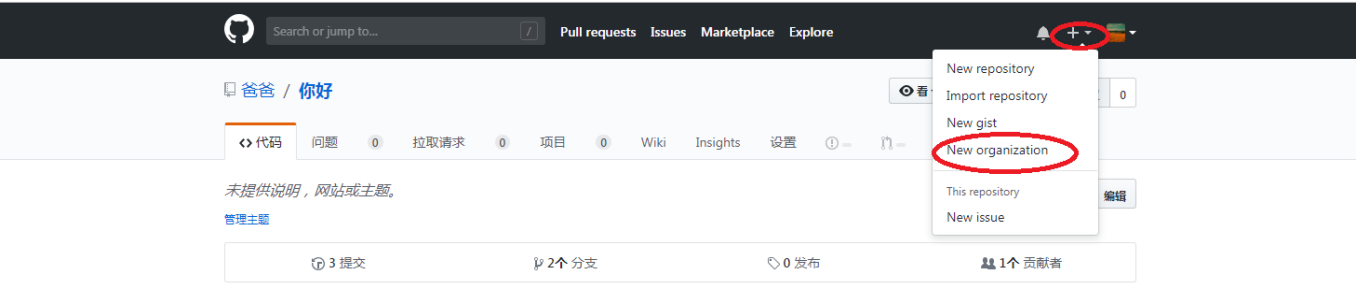 Search or jump to... / Pull requests Issues Marketplace Explore
New repository
爸爸 / 你好 看 0
Import repository
New gist
代码 问题 0 拉取请求 0 项目 0 Wiki Insights 设置
New organization
未提供说明，网站或主题。
This repository
编辑
管理主题
New issue
3 提交 2个 分支 0 发布 1个 贡献者